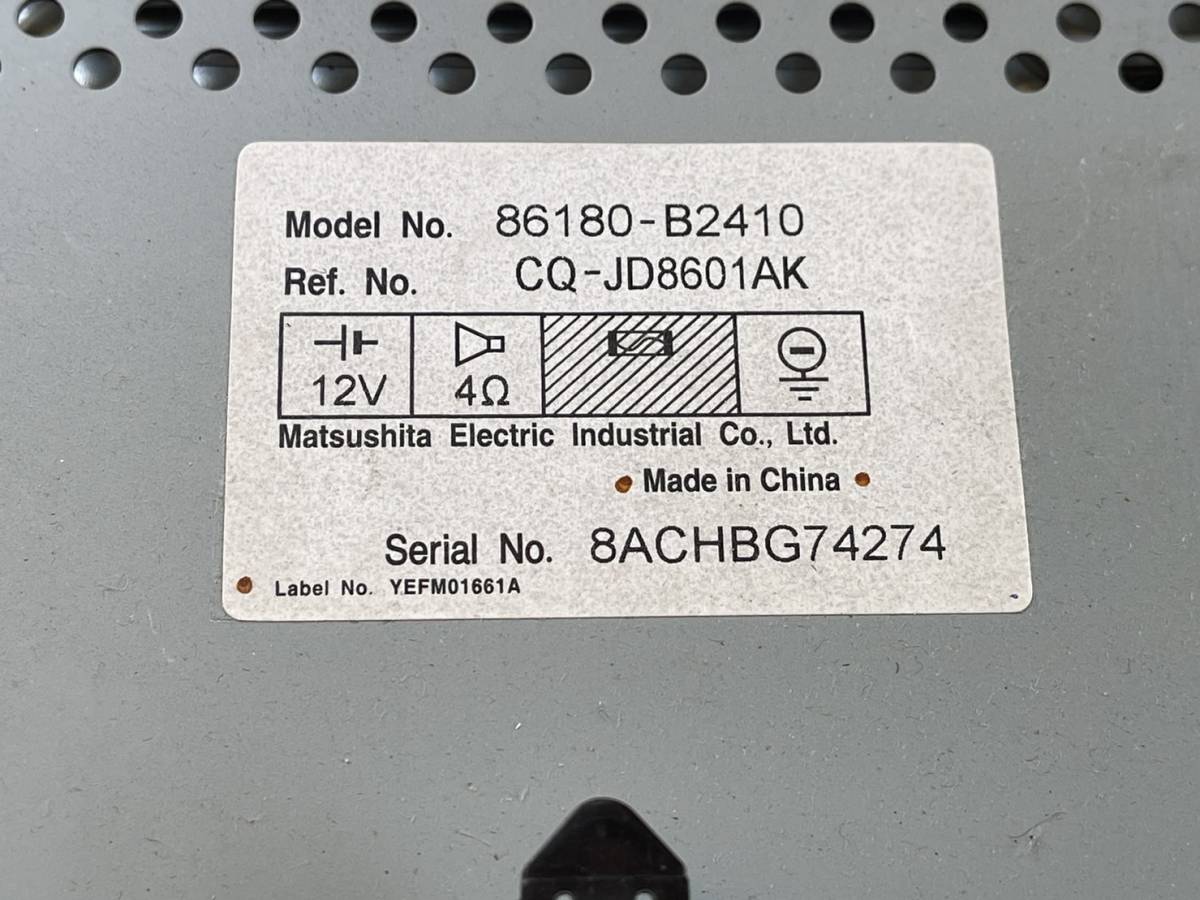 Model No. 86180-B2410
Ref. No. CQ-JD8601AK
12V 4Ω
Matsushita Electric Industrial Co., Ltd.
• Made in China •
Serial No. 8ACHBG74274
Label No. YEFM01661A